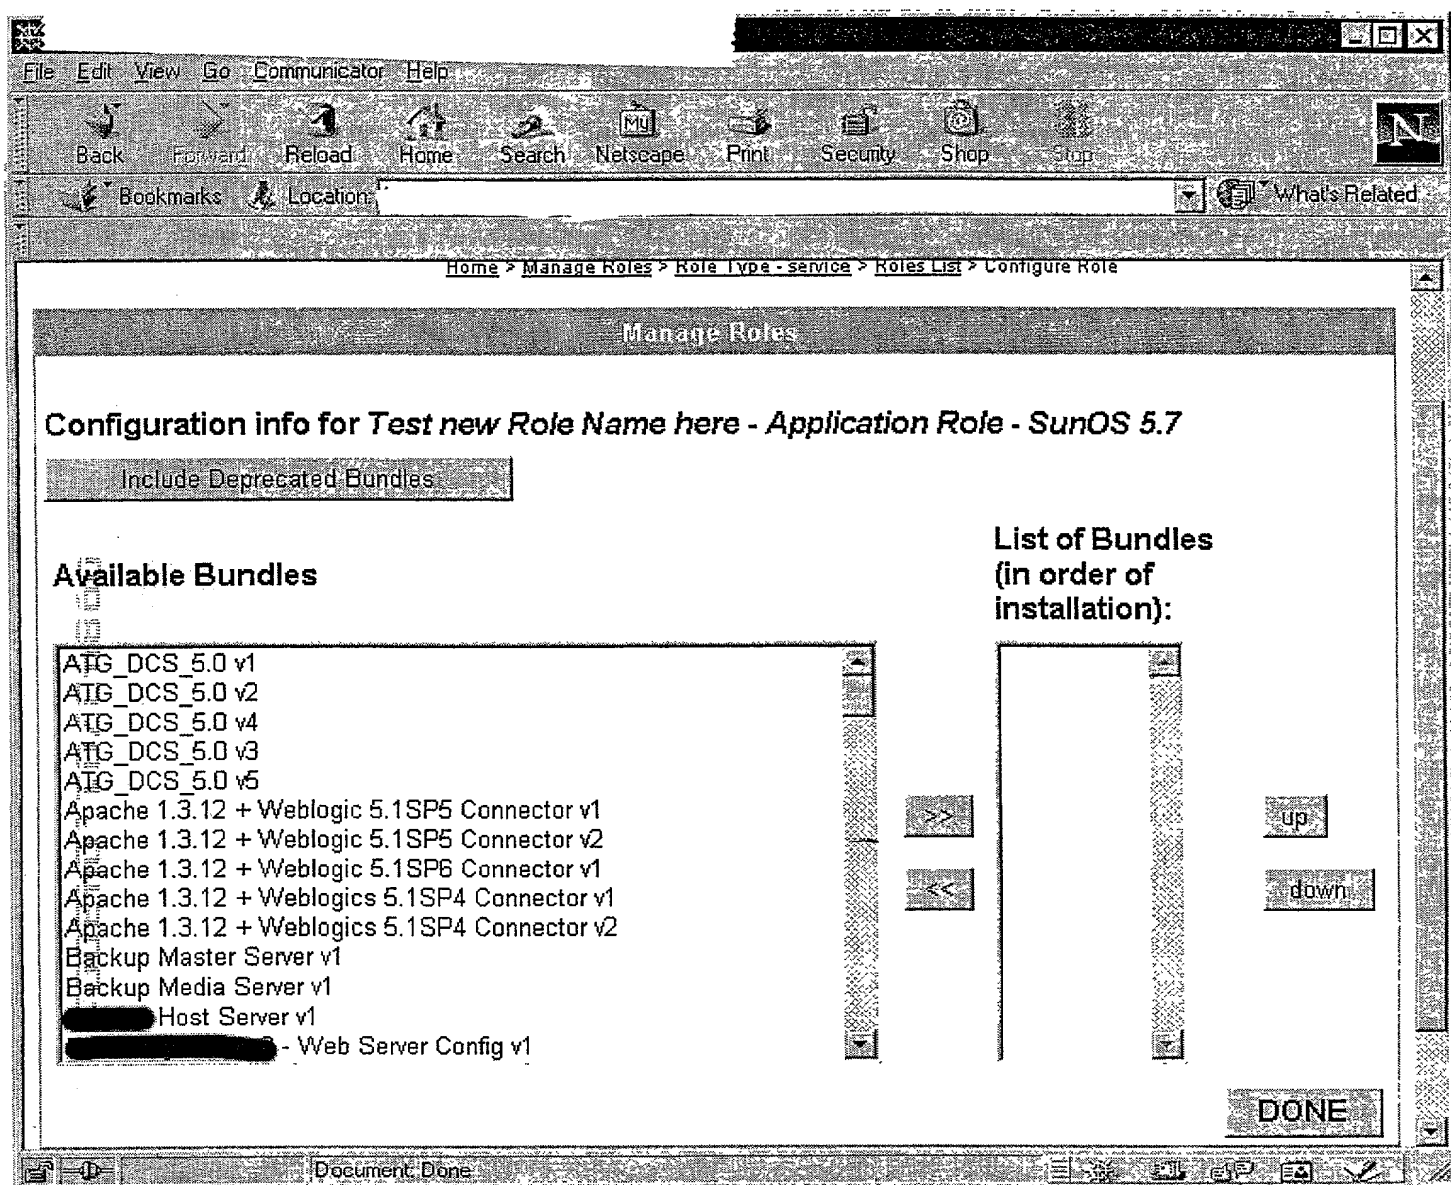 File Edit View Go Communicator Help
Back Forward Reload Home Search Netscape Print Security Shop Stop
My
N
Bookmarks Location: What's Related
Home > Manage Roles > Role Type - service > Roles List > Configure Role
Manage Roles
Configuration info for Test new Role Name here - Application Role - SunOS 5.7
Include Deprecated Bundles
Available Bundles
List of Bundles
(in order of
installation):
ATG_DCS_5.0 v1
ATG_DCS_5.0 v2
ATG_DCS_5.0 v4
ATG_DCS_5.0 v3
ATG_DCS_5.0 v5
Apache 1.3.12 + Weblogic 5.1SP5 Connector v1
Apache 1.3.12 + Weblogic 5.1SP5 Connector v2
Apache 1.3.12 + Weblogic 5.1SP6 Connector v1
Apache 1.3.12 + Weblogics 5.1SP4 Connector v1
Apache 1.3.12 + Weblogics 5.1SP4 Connector v2
Backup Master Server v1
Backup Media Server v1
Host Server v1
- Web Server Config v1
>>
<<
up
down
DONE
Document: Done